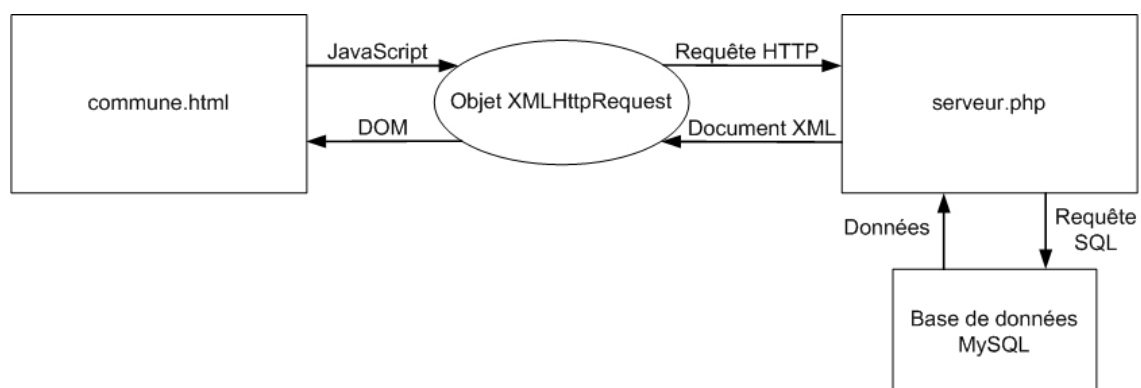 JavaScript
Requête HTTP
commune.html
Objet XMLHttpRequest
serveur.php
DOM
Document XML
Données
Requête
SQL
Base de données
MySQL